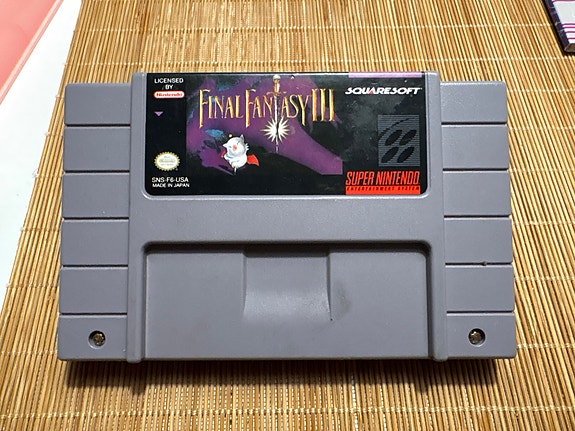 LICENSED
BY
Nintendo
FINAL FANTASY III
SQUARESOFT
SNS-F6-USA
MADE IN JAPAN
SUPER NINTENDO
ENTERTAINMENT SYSTEM